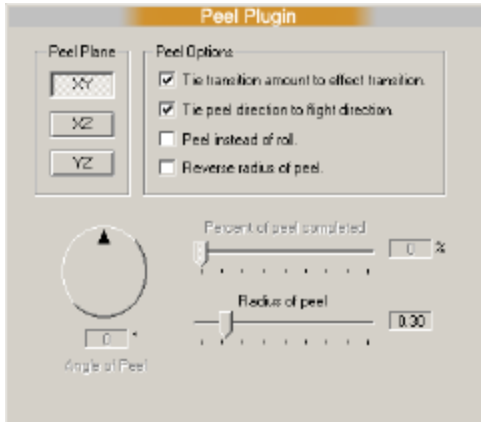 Peel Plugin
Peel Plane
XY
XZ
YZ
Peel Options
Tie transition amount to effect transition.
Tie peel direction to flight direction.
Peel instead of roll.
Reverse radius of peel.
Percent of peel completed
0 %
Radius of peel
0.30
0 °
Angle of Peel